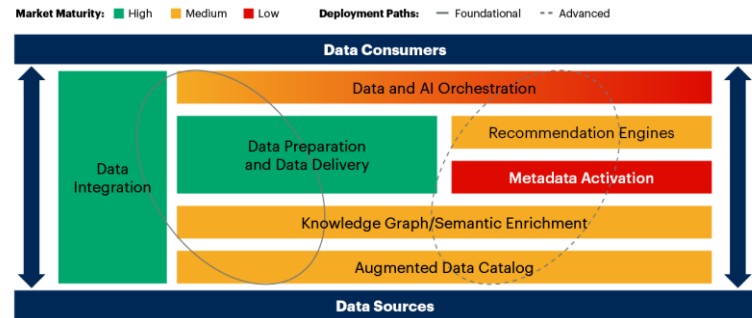 Market Maturity: High Medium Low Deployment Paths: Foundational Advanced
Data Consumers
Data and AI Orchestration
Data Integration
Data Preparation
and Data Delivery
Recommendation Engines
Metadata Activation
Knowledge Graph/Semantic Enrichment
Augmented Data Catalog
Data Sources